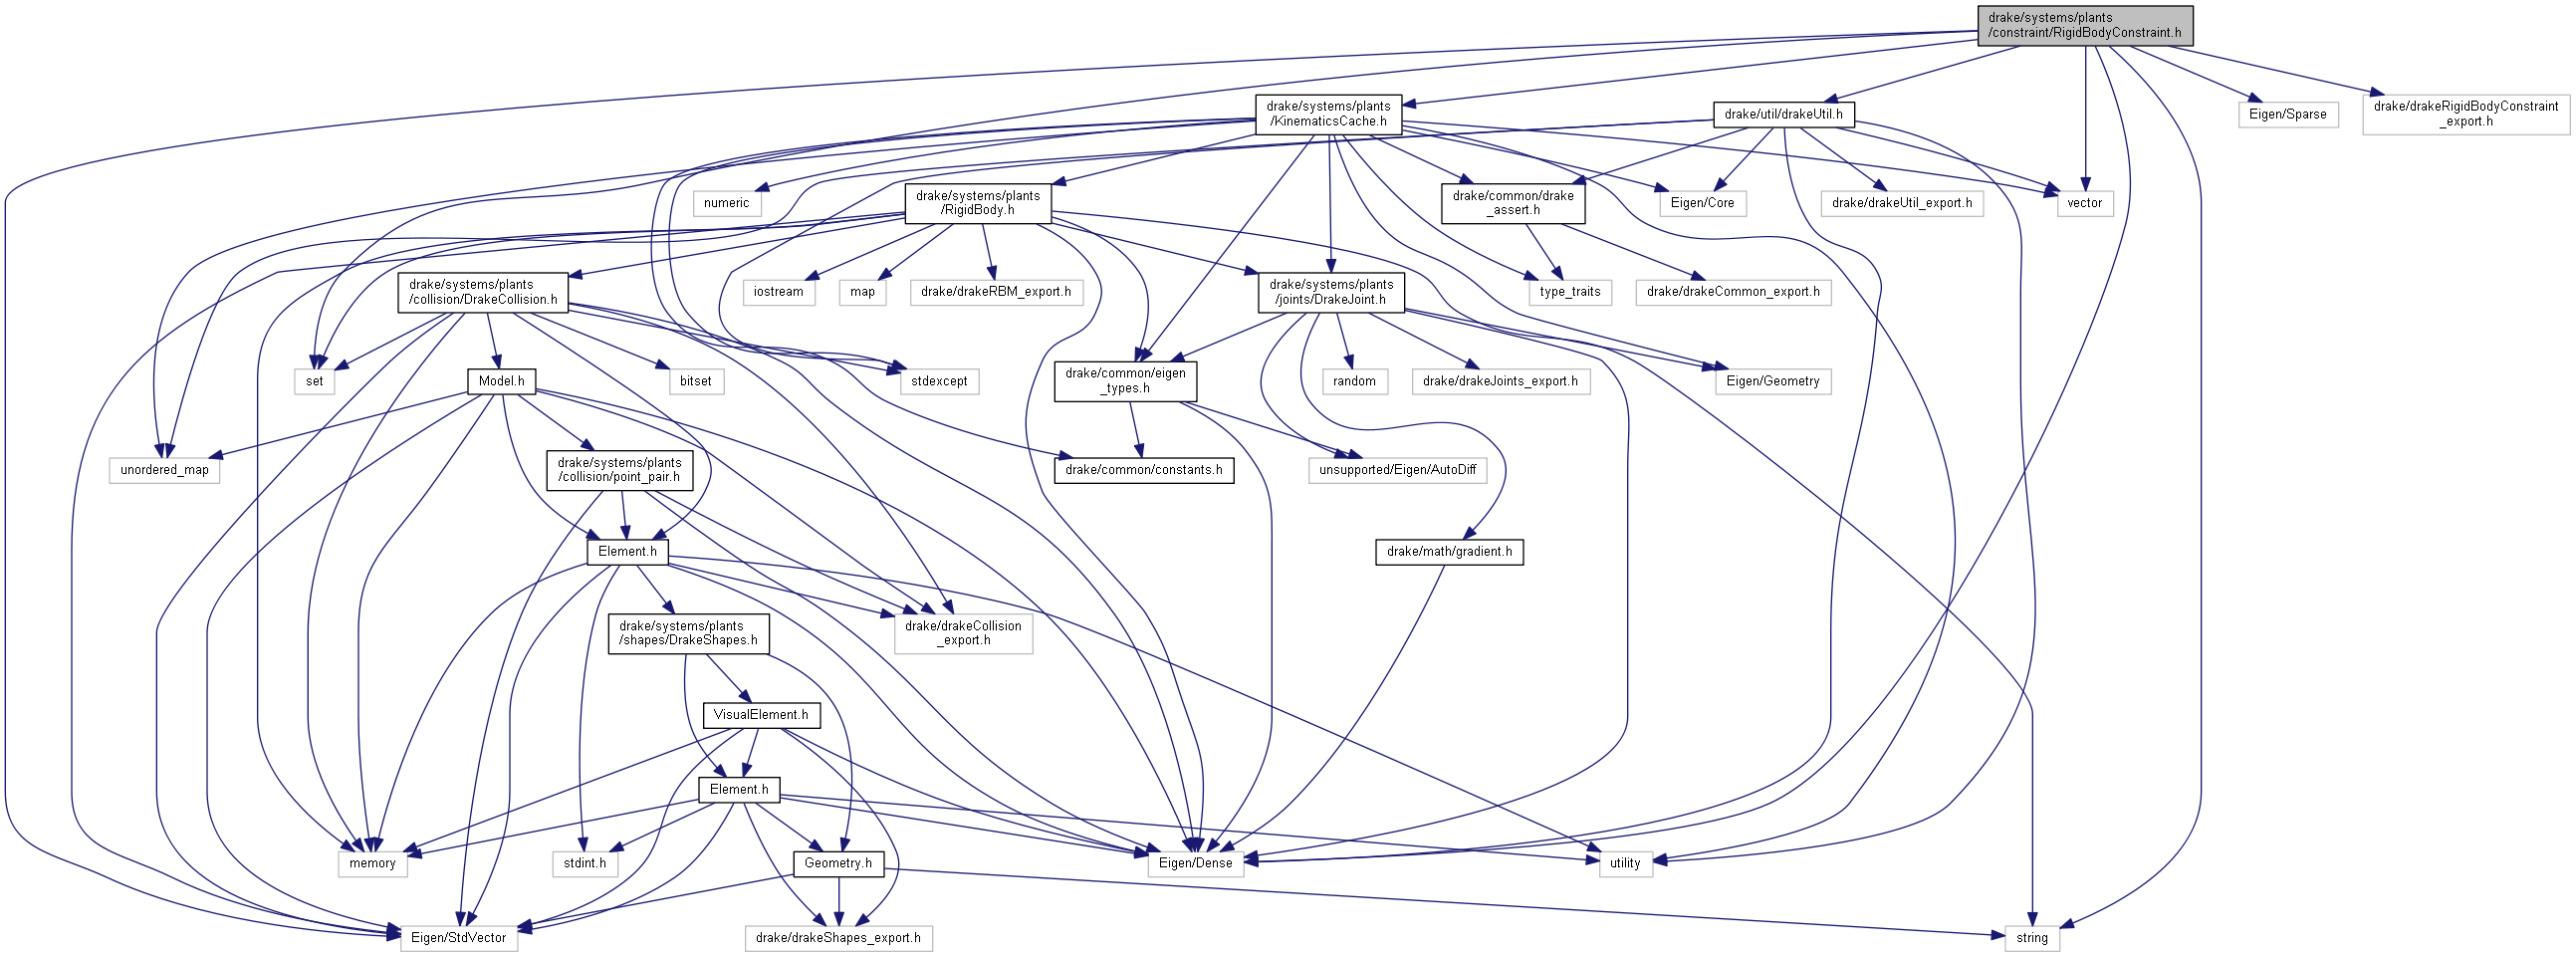 drake/systems/plants
/constraint/RigidBodyConstraint.h
drake/systems/plants
/KinematicsCache.h
drake/util/drakeUtil.h
Eigen/Sparse
drake/drakeRigidBodyConstraint
_export.h
numeric
drake/systems/plants
/RigidBody.h
drake/common/drake
_assert.h
Eigen/Core
drake/drakeUtil_export.h
vector
drake/systems/plants
/collision/DrakeCollision.h
iostream
map
drake/drakeRBM_export.h
drake/systems/plants
/joints/DrakeJoint.h
type_traits
drake/drakeCommon_export.h
set
Model.h
bitset
stdexcept
drake/common/eigen
_types.h
random
drake/drakeJoints_export.h
Eigen/Geometry
unordered_map
drake/systems/plants
/collision/point_pair.h
drake/common/constants.h
unsupported/Eigen/AutoDiff
Element.h
drake/math/gradient.h
drake/systems/plants
/shapes/DrakeShapes.h
drake/drakeCollision
_export.h
VisualElement.h
Element.h
memory
stdint.h
Geometry.h
Eigen/Dense
utility
Eigen/StdVector
drake/drakeShapes_export.h
string